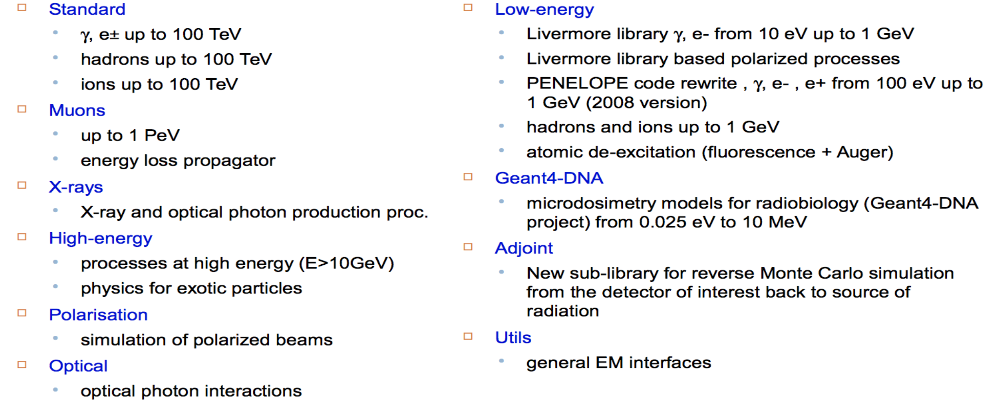 Standard
γ, e± up to 100 TeV
hadrons up to 100 TeV
ions up to 100 TeV
Muons
up to 1 PeV
energy loss propagator
X-rays
X-ray and optical photon production proc.
High-energy
processes at high energy (E>10GeV)
physics for exotic particles
Polarisation
simulation of polarized beams
Optical
optical photon interactions
Low-energy
Livermore library γ, e- from 10 eV up to 1 GeV
Livermore library based polarized processes
PENELOPE code rewrite , γ, e- , e+ from 100 eV up to
1 GeV (2008 version)
hadrons and ions up to 1 GeV
atomic de-excitation (fluorescence + Auger)
Geant4-DNA
microdosimetry models for radiobiology (Geant4-DNA
project) from 0.025 eV to 10 MeV
Adjoint
New sub-library for reverse Monte Carlo simulation
from the detector of interest back to source of
radiation
Utils
general EM interfaces